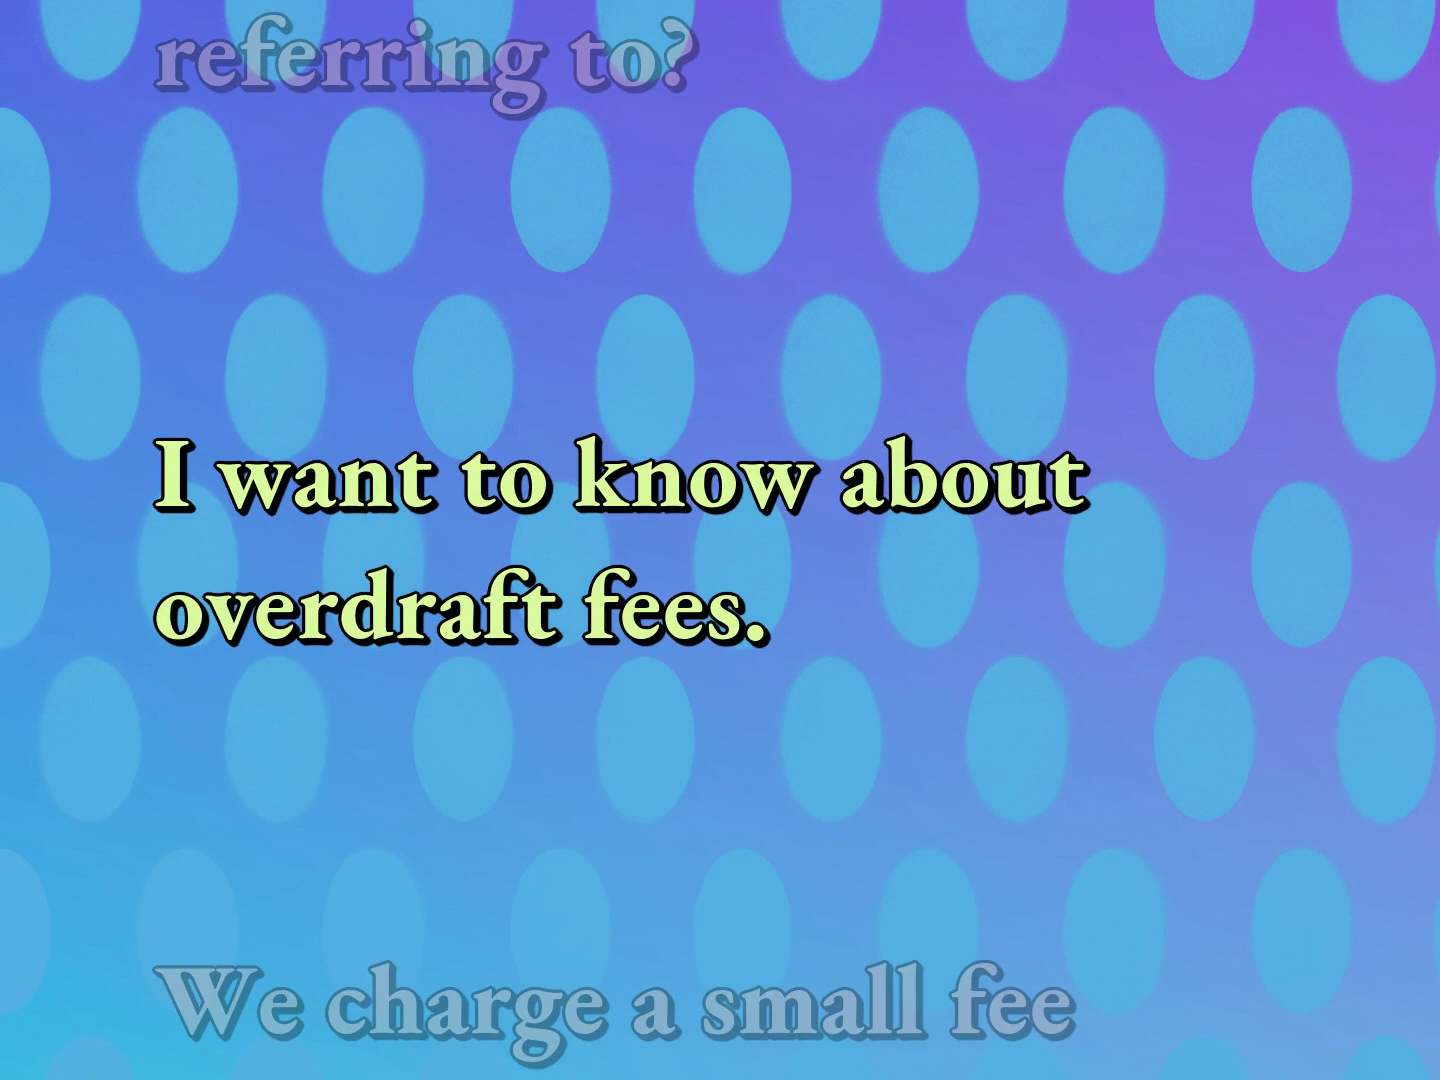 referring to?
I want to know about
overdraft fees.
We charge a small fee